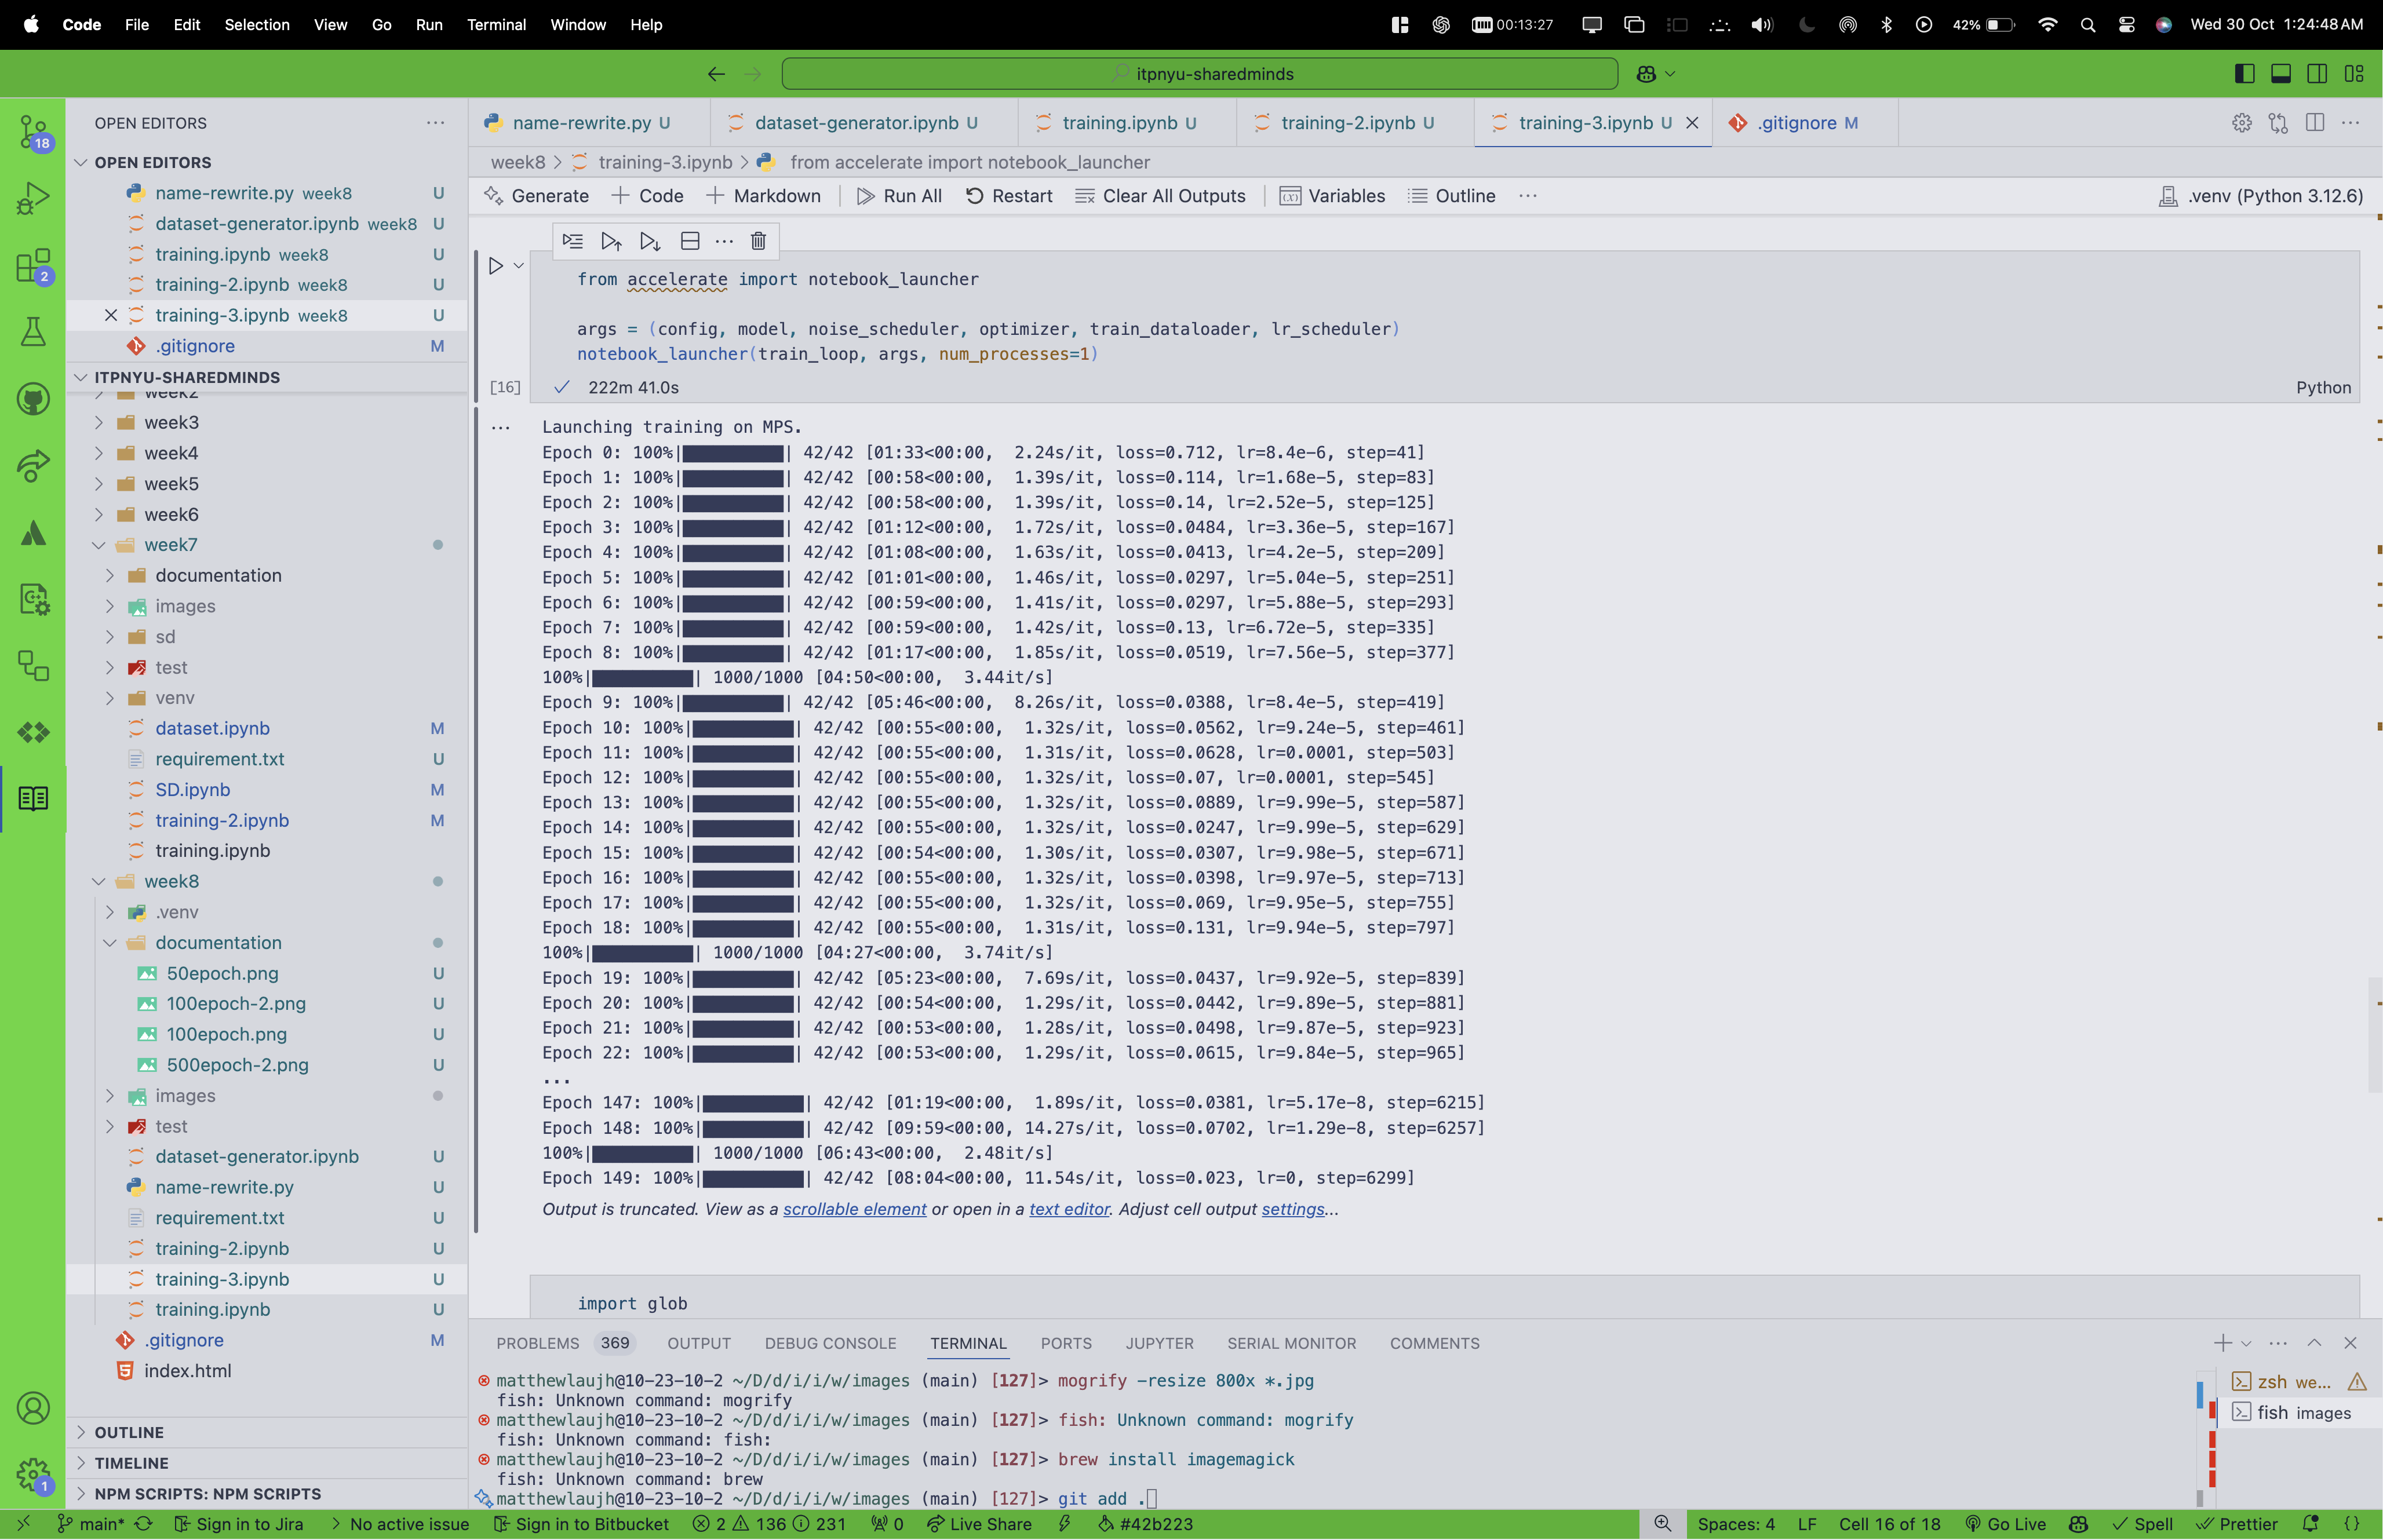 Code File Edit Selection View Go Run Terminal Window Help 00:13:27 42% Wed 30 Oct 1:24:48 AM
itpnyu-sharedminds
18
OPEN EDITORS
name-rewrite.py U dataset-generator.ipynb U training.ipynb U training-2.ipynb U training-3.ipynb U .gitignore M
OPEN EDITORS
week8 > training-3.ipynb > from accelerate import notebook_launcher
name-rewrite.py week8 U
Generate Code Markdown Run All Restart Clear All Outputs Variables Outline ... .venv (Python 3.12.6)
dataset-generator.ipynb week8 U
training.ipynb week8 U
2
training-2.ipynb week8 U
training-3.ipynb week8 U
.gitignore M
from accelerate import notebook_launcher
args = (config, model, noise_scheduler, optimizer, train_dataloader, lr_scheduler)
notebook_launcher(train_loop, args, num_processes=1)
[16] 222m 41.0s Python
ITPNYU-SHAREDMINDS
week2
week3
week4
week5
week6
week7
documentation
images
sd
test
venv
dataset.ipynb M
requirement.txt U
SD.ipynb M
training-2.ipynb M
training.ipynb
week8
.venv
documentation
50epoch.png U
100epoch-2.png U
100epoch.png U
500epoch-2.png U
images
test
dataset-generator.ipynb U
name-rewrite.py U
requirement.txt U
training-2.ipynb U
training-3.ipynb U
training.ipynb U
.gitignore M
index.html
OUTLINE
TIMELINE
NPM SCRIPTS: NPM SCRIPTS
1
Launching training on MPS.
Epoch 0: 100%| | 42/42 [01:33<00:00, 2.24s/it, loss=0.712, lr=8.4e-6, step=41]
Epoch 1: 100%| | 42/42 [00:58<00:00, 1.39s/it, loss=0.114, lr=1.68e-5, step=83]
Epoch 2: 100%| | 42/42 [00:58<00:00, 1.39s/it, loss=0.14, lr=2.52e-5, step=125]
Epoch 3: 100%| | 42/42 [01:12<00:00, 1.72s/it, loss=0.0484, lr=3.36e-5, step=167]
Epoch 4: 100%| | 42/42 [01:08<00:00, 1.63s/it, loss=0.0413, lr=4.2e-5, step=209]
Epoch 5: 100%| | 42/42 [01:01<00:00, 1.46s/it, loss=0.0297, lr=5.04e-5, step=251]
Epoch 6: 100%| | 42/42 [00:59<00:00, 1.41s/it, loss=0.0297, lr=5.88e-5, step=293]
Epoch 7: 100%| | 42/42 [00:59<00:00, 1.42s/it, loss=0.13, lr=6.72e-5, step=335]
Epoch 8: 100%| | 42/42 [01:17<00:00, 1.85s/it, loss=0.0519, lr=7.56e-5, step=377]
100%| | 1000/1000 [04:50<00:00, 3.44it/s]
Epoch 9: 100%| | 42/42 [05:46<00:00, 8.26s/it, loss=0.0388, lr=8.4e-5, step=419]
Epoch 10: 100%| | 42/42 [00:55<00:00, 1.32s/it, loss=0.0562, lr=9.24e-5, step=461]
Epoch 11: 100%| | 42/42 [00:55<00:00, 1.31s/it, loss=0.0628, lr=0.0001, step=503]
Epoch 12: 100%| | 42/42 [00:55<00:00, 1.32s/it, loss=0.07, lr=0.0001, step=545]
Epoch 13: 100%| | 42/42 [00:55<00:00, 1.32s/it, loss=0.0889, lr=9.99e-5, step=587]
Epoch 14: 100%| | 42/42 [00:55<00:00, 1.32s/it, loss=0.0247, lr=9.99e-5, step=629]
Epoch 15: 100%| | 42/42 [00:54<00:00, 1.30s/it, loss=0.0307, lr=9.98e-5, step=671]
Epoch 16: 100%| | 42/42 [00:55<00:00, 1.32s/it, loss=0.0398, lr=9.97e-5, step=713]
Epoch 17: 100%| | 42/42 [00:55<00:00, 1.32s/it, loss=0.069, lr=9.95e-5, step=755]
Epoch 18: 100%| | 42/42 [00:55<00:00, 1.31s/it, loss=0.131, lr=9.94e-5, step=797]
100%| | 1000/1000 [04:27<00:00, 3.74it/s]
Epoch 19: 100%| | 42/42 [05:23<00:00, 7.69s/it, loss=0.0437, lr=9.92e-5, step=839]
Epoch 20: 100%| | 42/42 [00:54<00:00, 1.29s/it, loss=0.0442, lr=9.89e-5, step=881]
Epoch 21: 100%| | 42/42 [00:53<00:00, 1.28s/it, loss=0.0498, lr=9.87e-5, step=923]
Epoch 22: 100%| | 42/42 [00:53<00:00, 1.29s/it, loss=0.0615, lr=9.84e-5, step=965]
...
Epoch 147: 100%| | 42/42 [01:19<00:00, 1.89s/it, loss=0.0381, lr=5.17e-8, step=6215]
Epoch 148: 100%| | 42/42 [09:59<00:00, 14.27s/it, loss=0.0702, lr=1.29e-8, step=6257]
100%| | 1000/1000 [06:43<00:00, 2.48it/s]
Epoch 149: 100%| | 42/42 [08:04<00:00, 11.54s/it, loss=0.023, lr=0, step=6299]
Output is truncated. View as a scrollable element or open in a text editor. Adjust cell output settings...
import glob
PROBLEMS 369 OUTPUT DEBUG CONSOLE TERMINAL PORTS JUPYTER SERIAL MONITOR COMMENTS
matthewlaujh@10-23-10-2 ~/D/d/i/i/w/images (main) [127]> mogrify -resize 800x *.jpg
fish: Unknown command: mogrify
matthewlaujh@10-23-10-2 ~/D/d/i/i/w/images (main) [127]> fish: Unknown command: mogrify
fish: Unknown command: fish:
matthewlaujh@10-23-10-2 ~/D/d/i/i/w/images (main) [127]> brew install imagemagick
fish: Unknown command: brew
matthewlaujh@10-23-10-2 ~/D/d/i/i/w/images (main) [127]> git add .
zsh we...
fish images
main* Sign in to Jira > No active issue Sign in to Bitbucket 2 136 231 0 Live Share #42b223 Spaces: 4 LF Cell 16 of 18 Go Live Spell Prettier {}